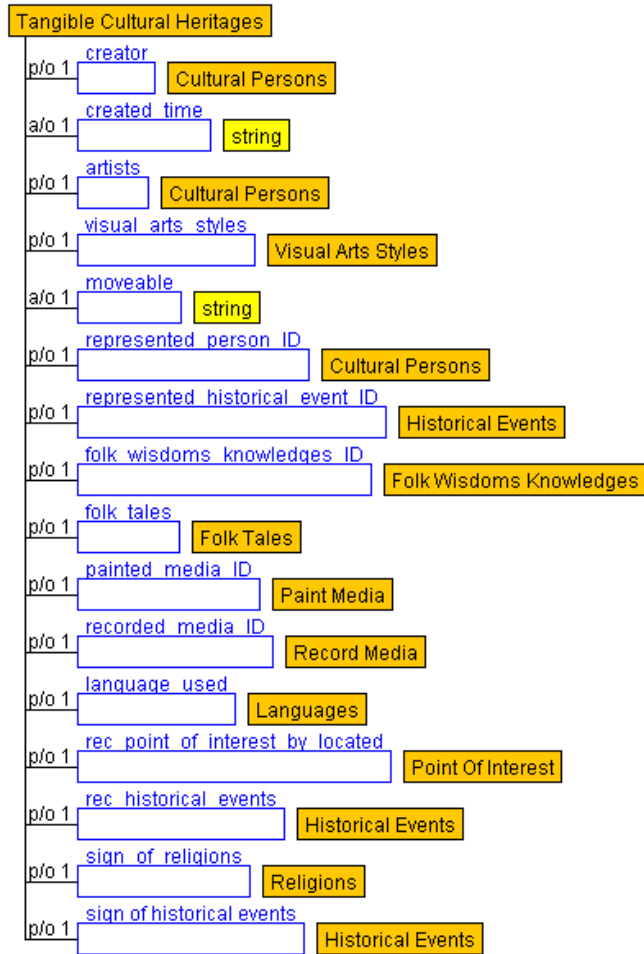 Tangible Cultural Heritages
p/o 1 creator Cultural Persons
a/o 1 created_time string
p/o 1 artists Cultural Persons
p/o 1 visual_arts_styles Visual Arts Styles
a/o 1 moveable string
p/o 1 represented_person_ID Cultural Persons
p/o 1 represented_historical_event ID Historical Events
p/o 1 folk_wisdoms_knowledges_ID Folk Wisdoms Knowledges
p/o 1 folk_tales Folk Tales
p/o 1 painted_media_ID Paint Media
p/o 1 recorded_media_ID Record Media
p/o 1 language_used Languages
p/o 1 rec_point_of_interest_by_located Point Of Interest
p/o 1 rec_historical_events Historical Events
p/o 1 sign_of_religions Religions
p/o 1 sign of historical events Historical Events